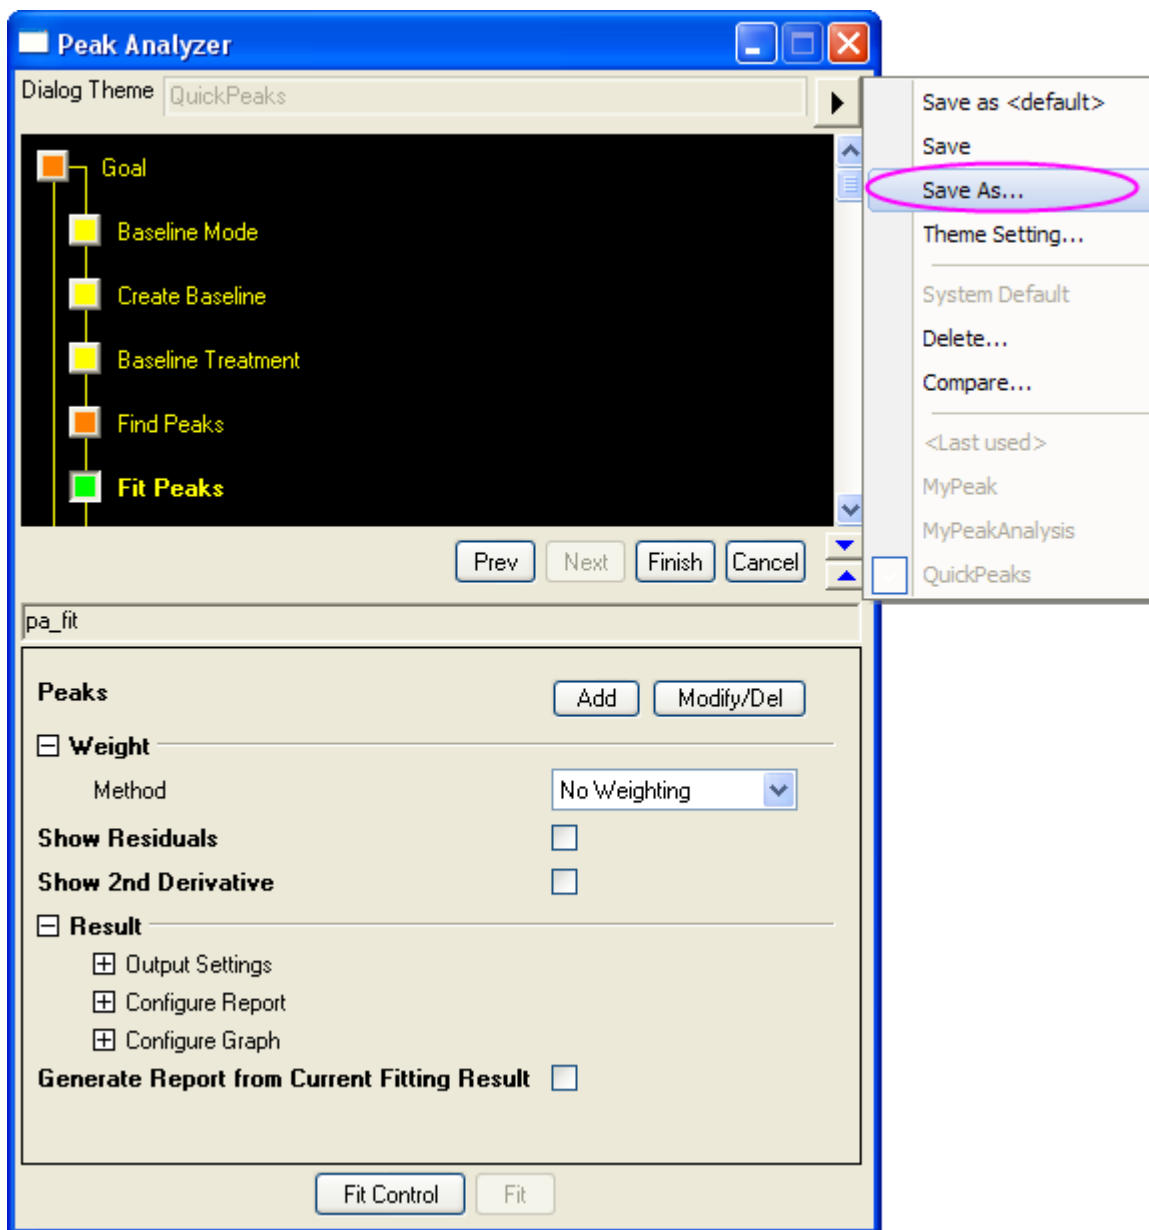 Peak Analyzer
Dialog Theme QuickPeaks
Save as <default>
Save
Save As...
Theme Setting...
System Default
Delete...
Compare...
<Last used>
MyPeak
MyPeakAnalysis
QuickPeaks
Goal
Baseline Mode
Create Baseline
Baseline Treatment
Find Peaks
Fit Peaks
Prev Next Finish Cancel
pa_fit
Peaks Add Modify/Del
Weight
Method No Weighting
Show Residuals
Show 2nd Derivative
Result
Output Settings
Configure Report
Configure Graph
Generate Report from Current Fitting Result
Fit Control Fit